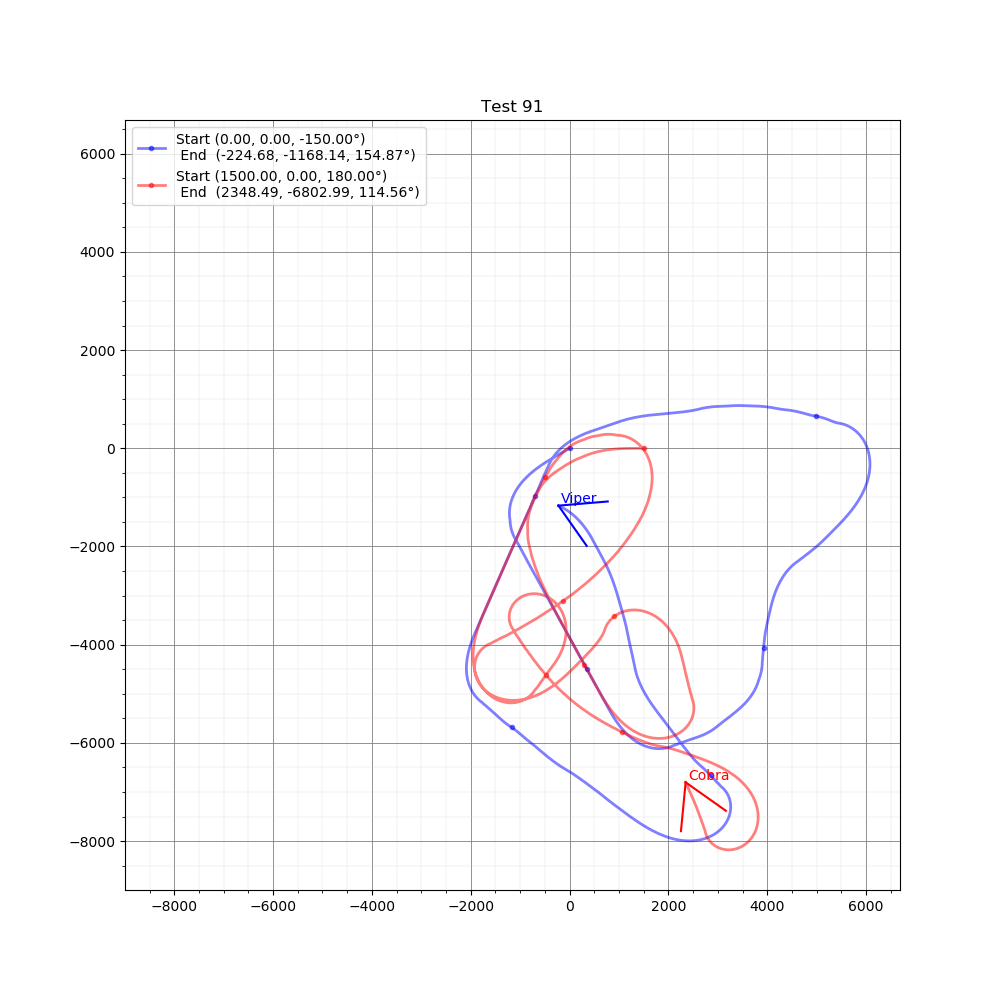 Test 91
Start (0.00, 0.00, -150.00°)
End (-224.68, -1168.14, 154.87°)
Start (1500.00, 0.00, 180.00°)
End (2348.49, -6802.99, 114.56°)
6000
4000
2000
0
−2000
−4000
−6000
−8000
Viper
Cobra
−8000 −6000 −4000 −2000 0 2000 4000 6000